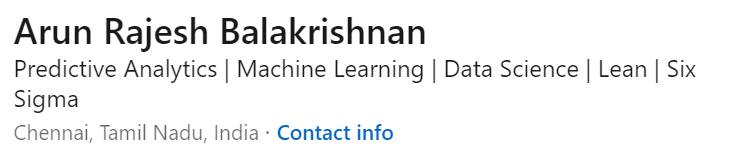 Arun Rajesh Balakrishnan
Predictive Analytics | Machine Learning | Data Science | Lean | Six
Sigma
Chennai, Tamil Nadu, India · Contact info